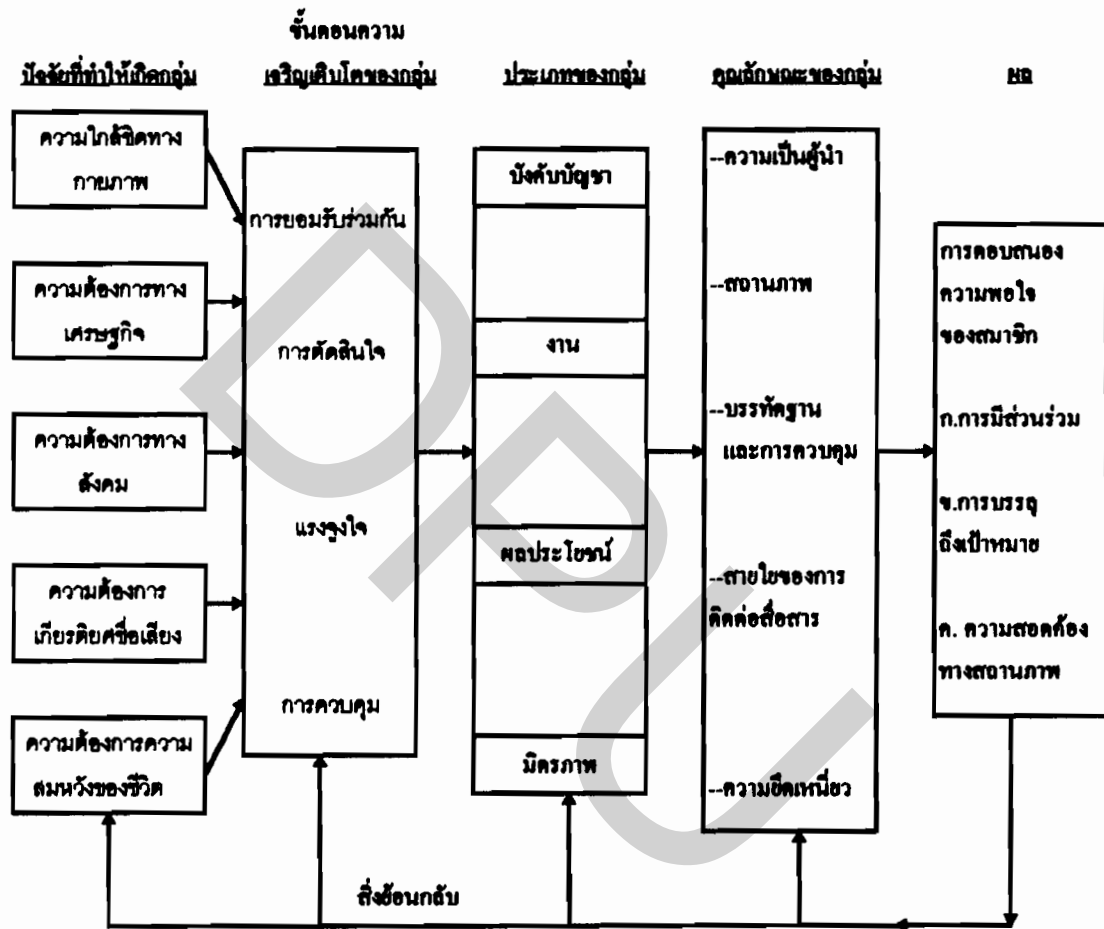 ปัจจัยที่ทำให้เกิดกลุ่ม
ความใกล้ชิดทาง
กายภาพ
ความต้องการทาง
เศรษฐกิจ
ความต้องการทาง
สังคม
ความต้องการ
เกียรติยศชื่อเสียง
ความต้องการความ
สมหวังของชีวิต
ขั้นตอนความ
เจริญเติบโตของกลุ่ม
การยอมรับร่วมกัน
การตัดสินใจ
แรงจูงใจ
การควบคุม
ประเภทของกลุ่ม
บังคับบัญชา
งาน
ผลประโยชน์
มิตรภาพ
คุณลักษณะของกลุ่ม
--ความเป็นผู้นำ
--สถานภาพ
--บรรทัดฐาน
และการควบคุม
--สายใยของการ
ติดต่อสื่อสาร
--ความยึดเหนี่ยว
ผล
การตอบสนอง
ความพอใจ
ของสมาชิก
ก.การมีส่วนร่วม
ข.การบรรลุ
ถึงเป้าหมาย
ค. ความสอดคล้อง
ทางสถานภาพ
สิ่งย้อนกลับ
DPU